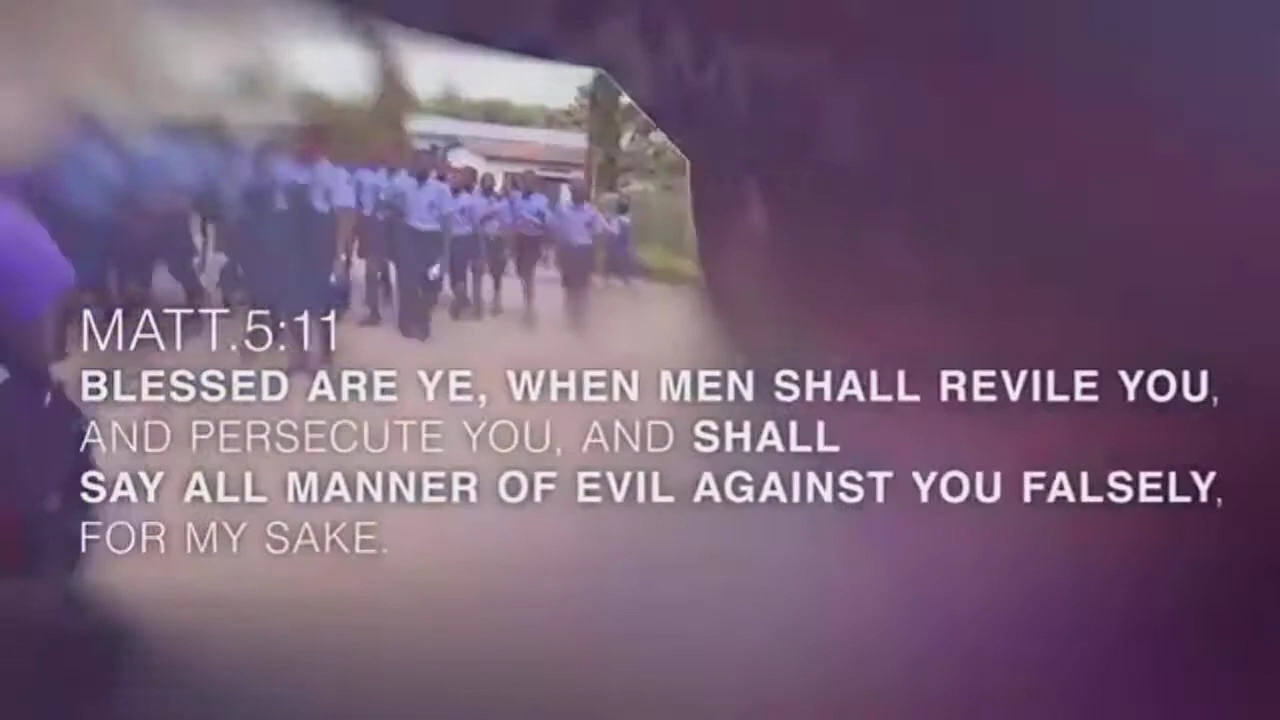 MATT.5:11
BLESSED ARE YE, WHEN MEN SHALL REVILE YOU,
AND PERSECUTE YOU, AND SHALL
SAY ALL MANNER OF EVIL AGAINST YOU FALSELY,
FOR MY SAKE.